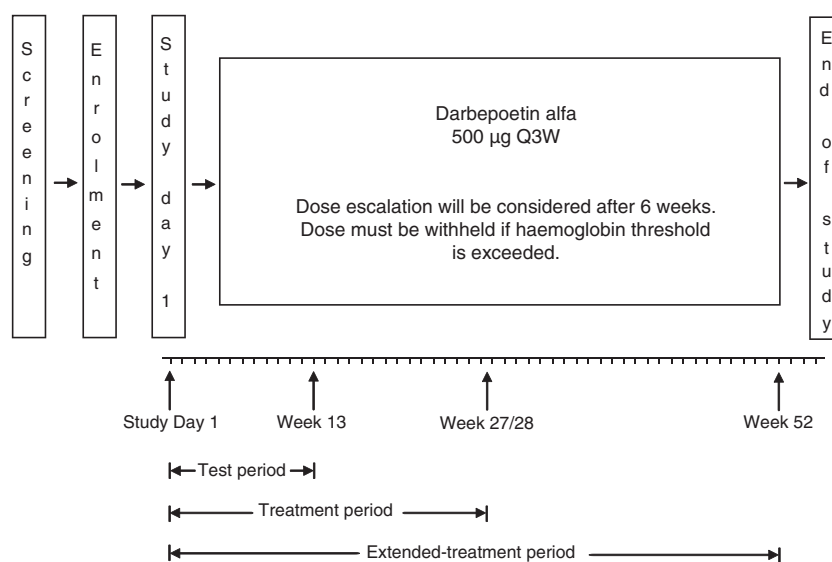 Screening
Enrolment
Study day 1
Darbepoetin alfa
500 µg Q3W
Dose escalation will be considered after 6 weeks.
Dose must be withheld if haemoglobin threshold
is exceeded.
End of study
Study Day 1
Week 13
Week 27/28
Week 52
Test period
Treatment period
Extended-treatment period